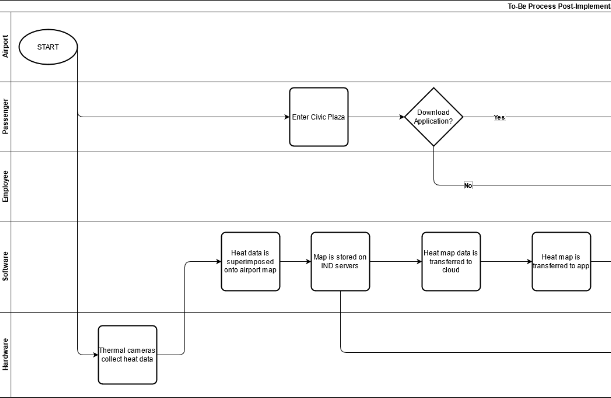 To-Be Process Post-Implement
Airport
START
Passenger
Enter Civic Plaza
Download
Application?
Yes
Employee
No
Software
Heat data is
superimposed
onto airport map
Map is stored on
IND servers
Heat map data is
transferred to
cloud
Heat map is
transferred to app
Hardware
Thermal cameras
collect heat data